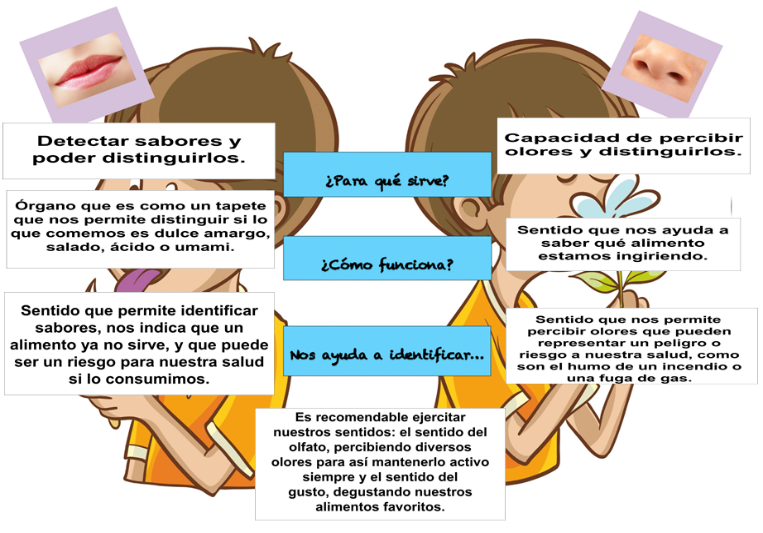 Detectar sabores y
poder distinguirlos.
Capacidad de percibir
olores y distinguirlos.
¿Para qué sirve?
Órgano que es como un tapete
que nos permite distinguir si lo
que comemos es dulce amargo,
salado, ácido o umami.
Sentido que nos ayuda a
saber qué alimento
estamos ingiriendo.
¿Cómo funciona?
Sentido que permite identificar
sabores, nos indica que un
alimento ya no sirve, y que puede
ser un riesgo para nuestra salud
si lo consumimos.
Sentido que nos permite
percibir olores que pueden
representar un peligro o
riesgo a nuestra salud, como
son el humo de un incendio o
una fuga de gas.
Nos ayuda a identificar...
Es recomendable ejercitar
nuestros sentidos: el sentido del
olfato, percibiendo diversos
olores para así mantenerlo activo
siempre y el sentido del
gusto, degustando nuestros
alimentos favoritos.